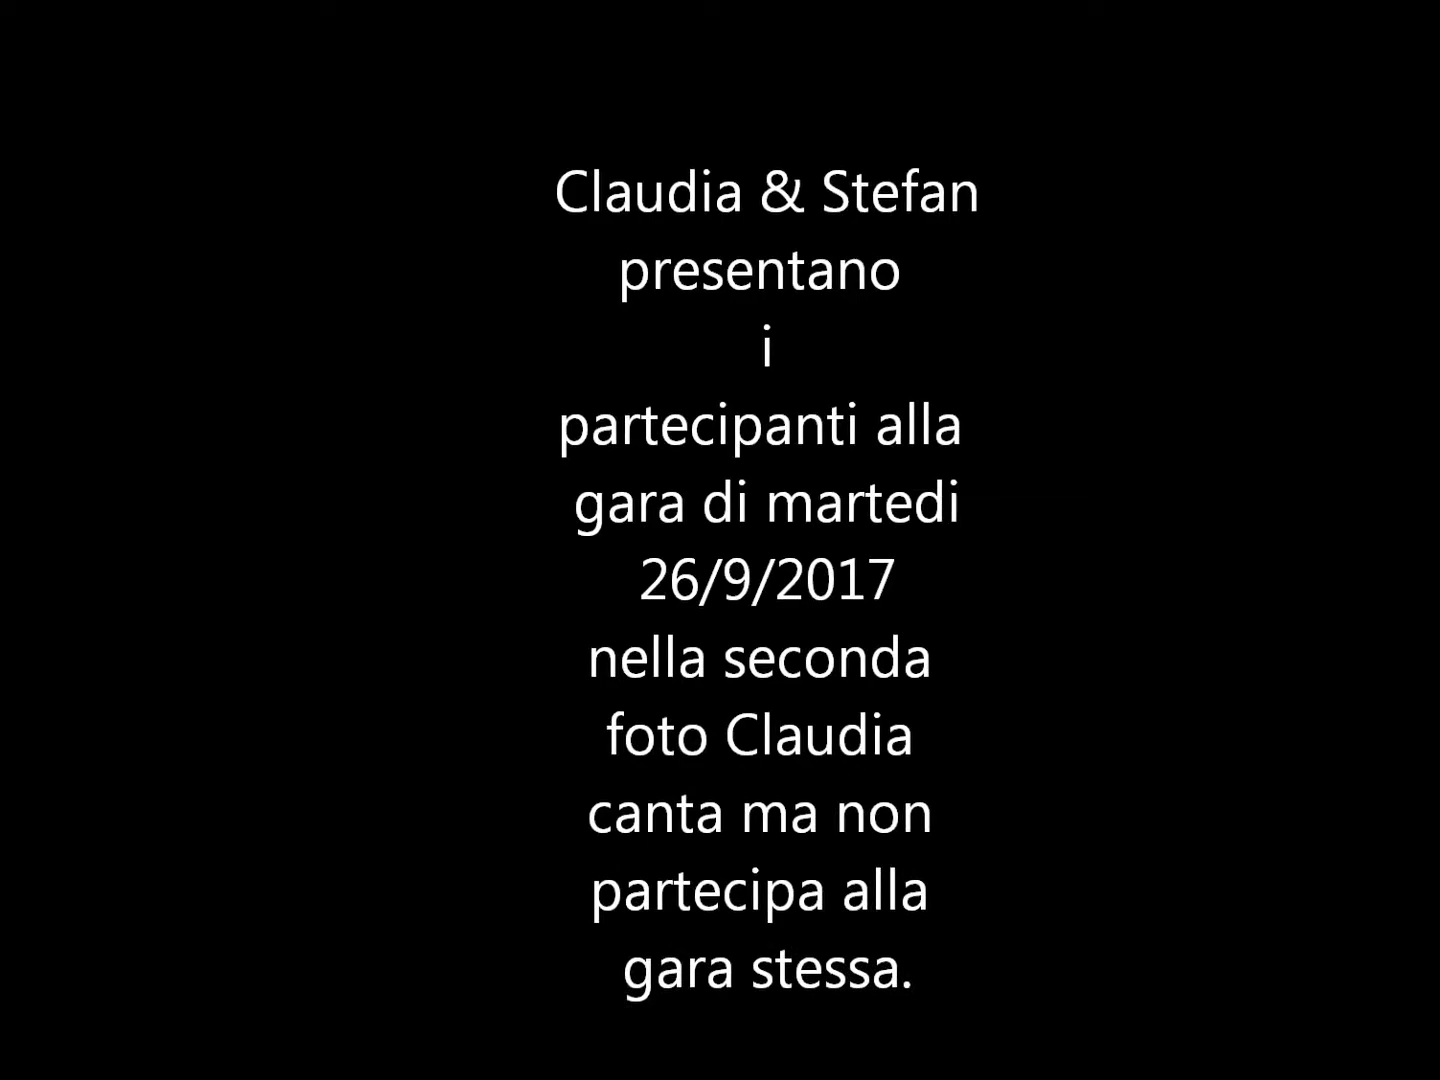 Claudia & Stefan
presentano
i
partecipanti alla
gara di martedi
26/9/2017
nella seconda
foto Claudia
canta ma non
partecipa alla
gara stessa.